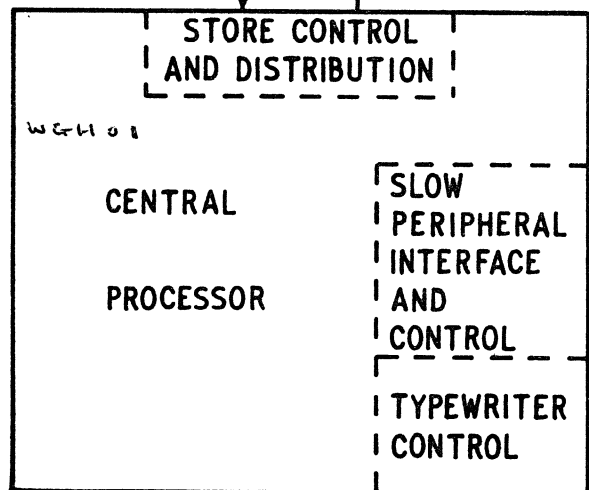 STORE CONTROL
AND DISTRIBUTION
CENTRAL
PROCESSOR
SLOW
PERIPHERAL
INTERFACE
AND
CONTROL
TYPEWRITER
CONTROL